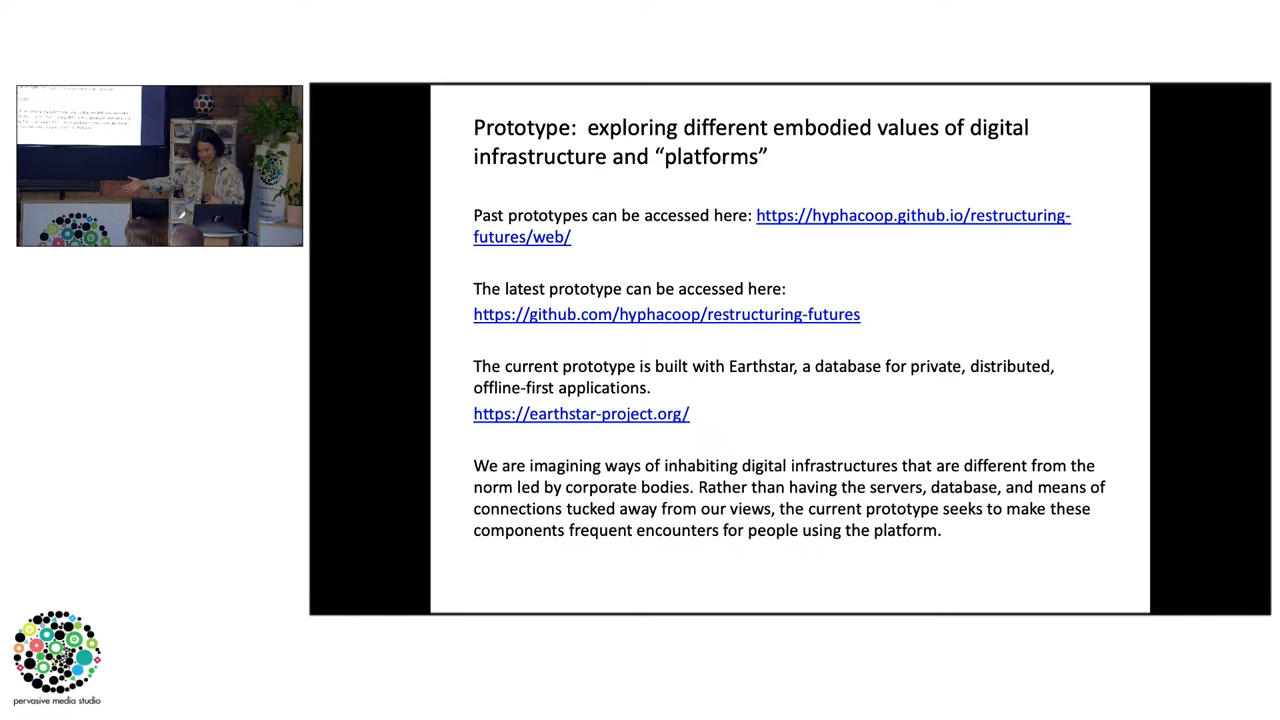 Prototype:  exploring different embodied values of digital
infrastructure and “platforms”
Past prototypes can be accessed here: https://hyphacoop.github.io/restructuring-
futures/web/
The latest prototype can be accessed here:
https://github.com/hyphacoop/restructuring-futures
The current prototype is built with Earthstar, a database for private, distributed,
offline-first applications.
https://earthstar-project.org/
We are imagining ways of inhabiting digital infrastructures that are different from the
norm led by corporate bodies. Rather than having the servers, database, and means of
connections tucked away from our views, the current prototype seeks to make these
components frequent encounters for people using the platform.
pervasive media studio